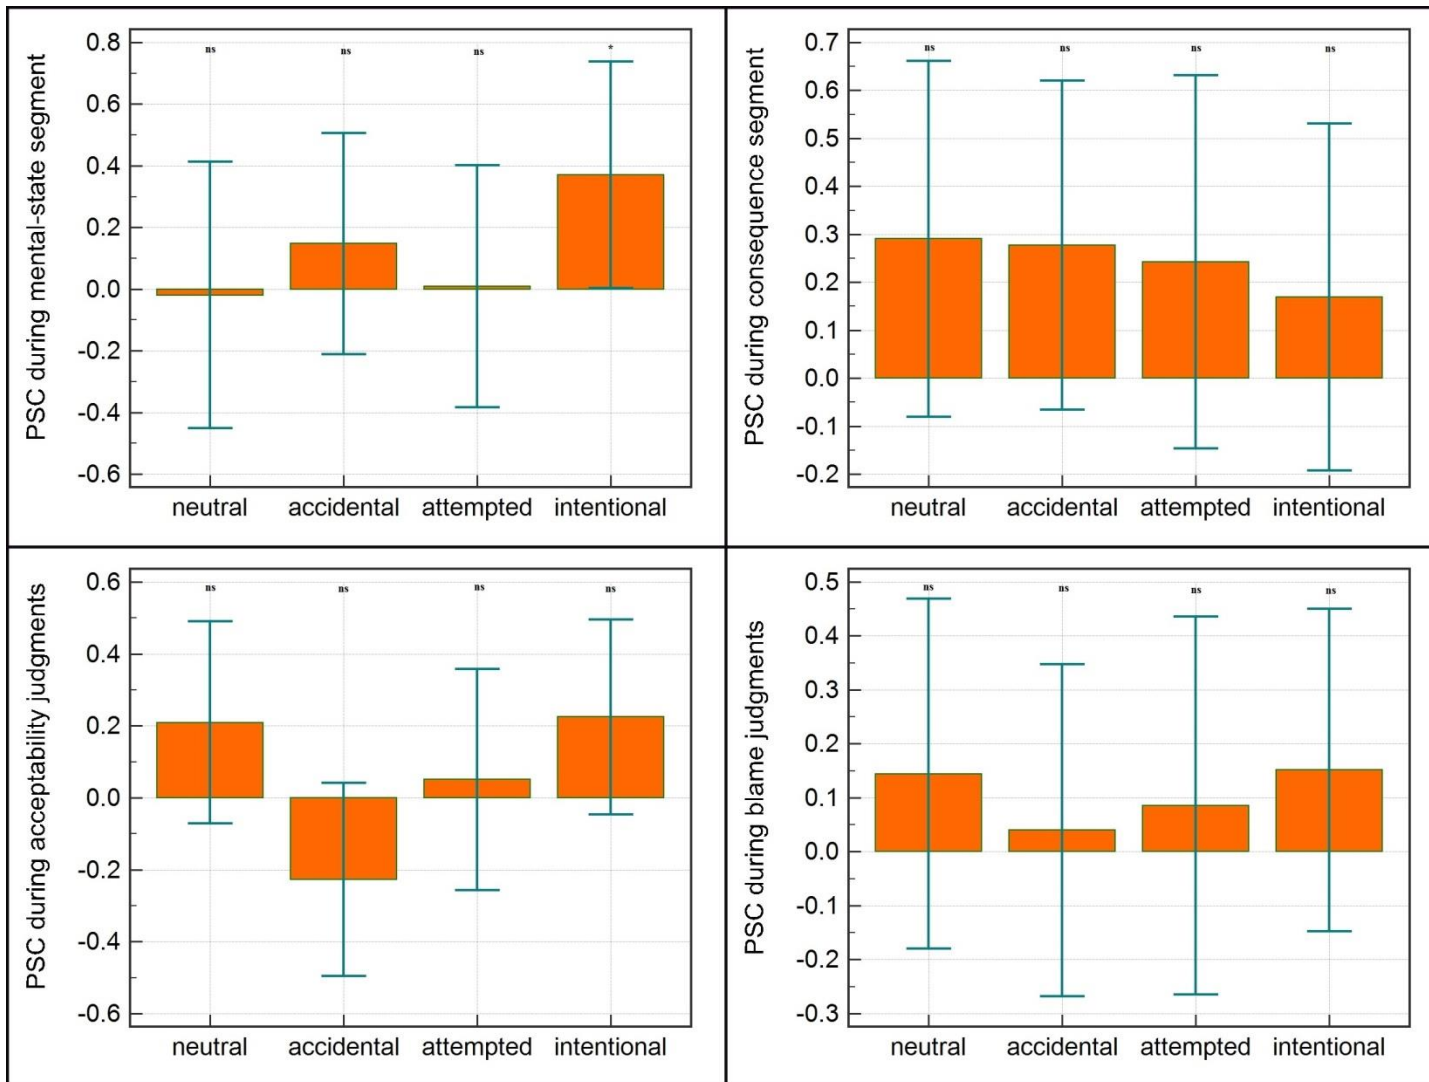 PSC during mental-state segment
0.8
0.6
0.4
0.2
0.0
-0.2
-0.4
-0.6
ns ns ns *
neutral accidental attempted intentional
PSC during consequence segment
0.7
0.6
0.5
0.4
0.3
0.2
0.1
0.0
-0.1
-0.2
ns ns ns ns
neutral accidental attempted intentional
PSC during acceptability judgments
0.6
0.4
0.2
0.0
-0.2
-0.4
-0.6
ns ns ns ns
neutral accidental attempted intentional
PSC during blame judgments
0.5
0.4
0.3
0.2
0.1
0.0
-0.1
-0.2
-0.3
ns ns ns ns
neutral accidental attempted intentional